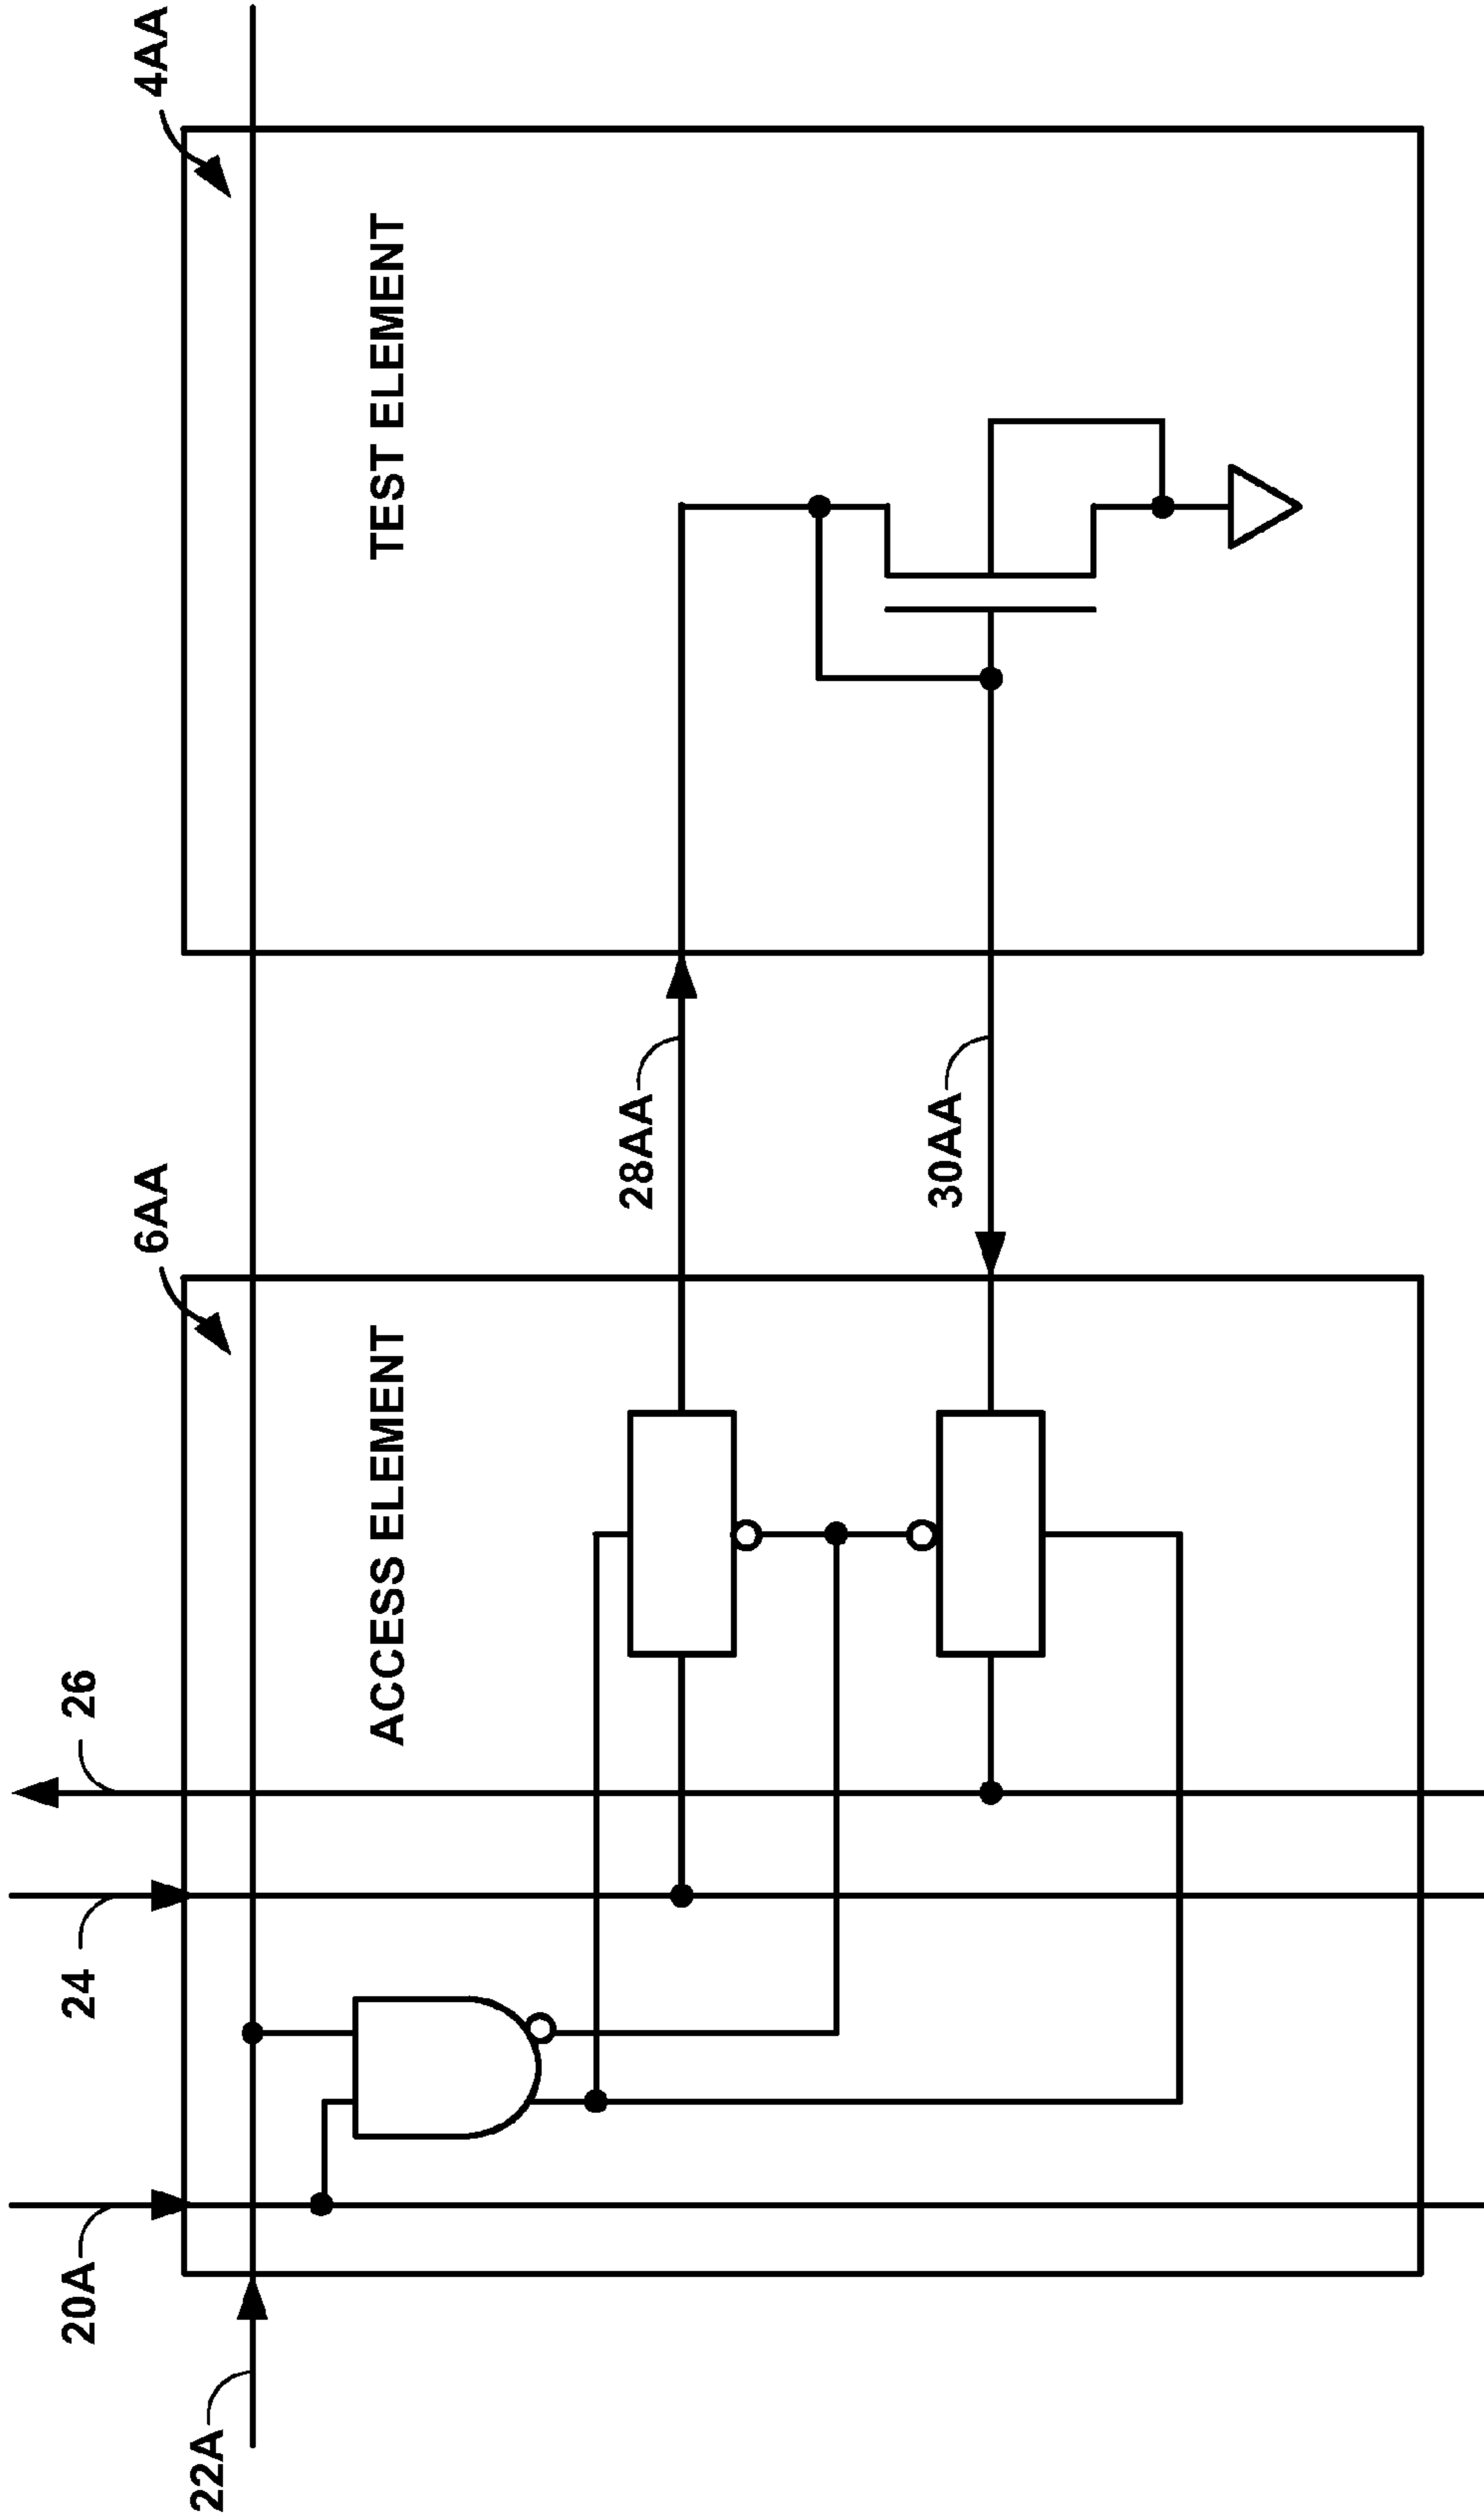 20A
24
26
22A
6AA
4AA
ACCESS ELEMENT
TEST ELEMENT
28AA
30AA